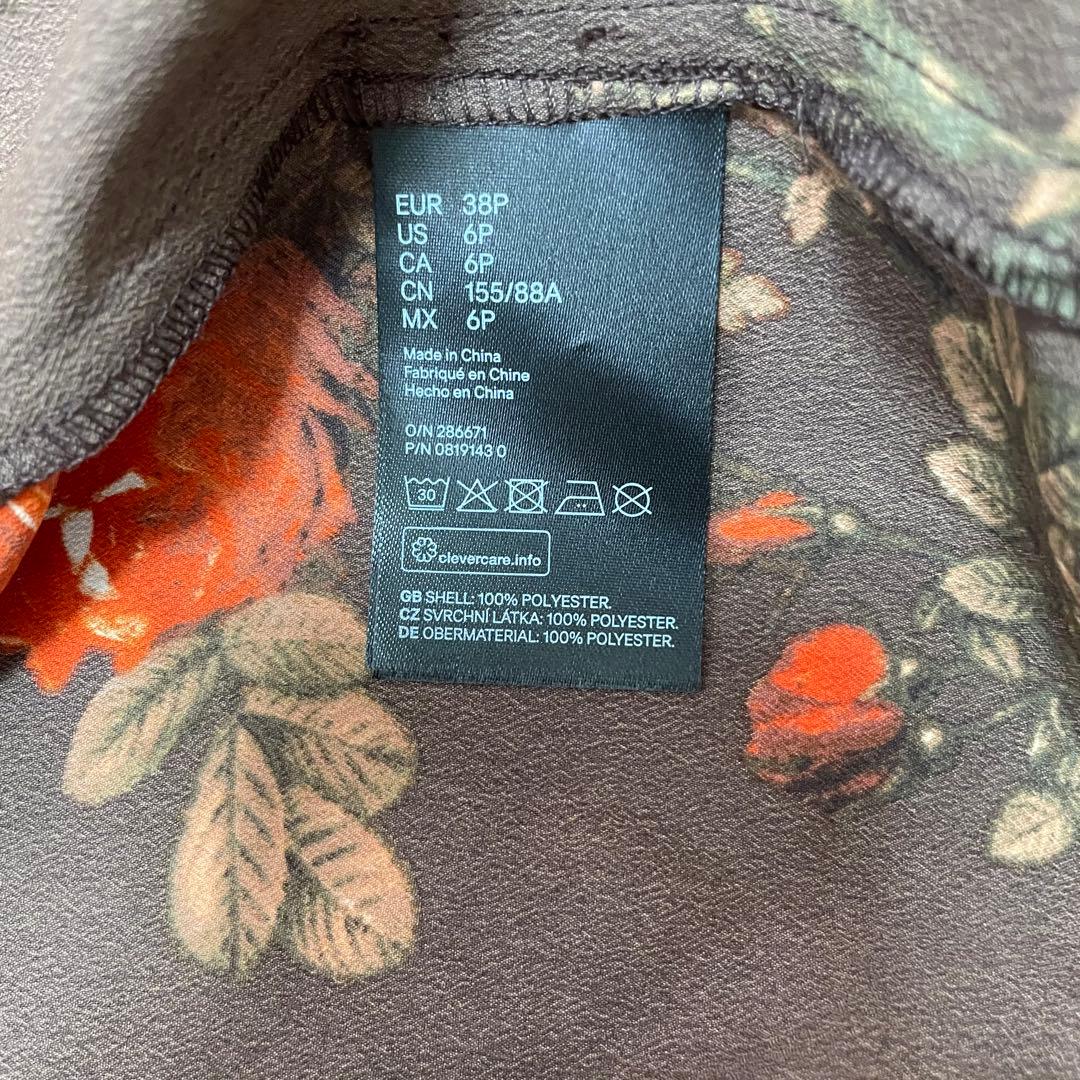 EUR 38P
US 6P
CA 6P
CN 155/88A
MX 6P
Made in China
Fabriqué en Chine
Hecho en China
O/N 286671
P/N 0819143 0
30
clevercare.info
GB SHELL: 100% POLYESTER.
CZ SVRCHNÍ LÁTKA: 100% POLYESTER.
DE OBERMATERIAL: 100% POLYESTER.